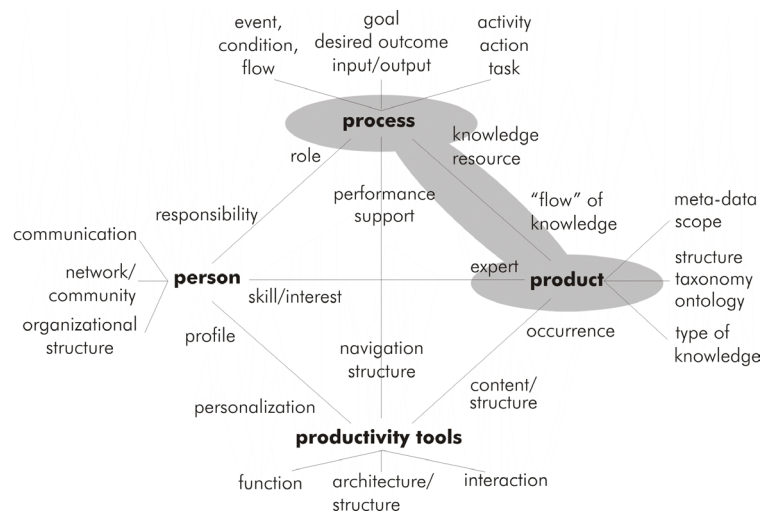 event,
condition,
flow
goal
desired outcome
input/output
activity
action
task
process
knowledge
resource
role
performance
support
"flow" of
knowledge
responsibility
meta-data
scope
communication
network/
community
organizational
structure
person
skill/interest
expert
product
structure
taxonomy
ontology
type of
knowledge
profile
occurrence
navigation
structure
content/
structure
personalization
productivity tools
function
architecture/
structure
interaction